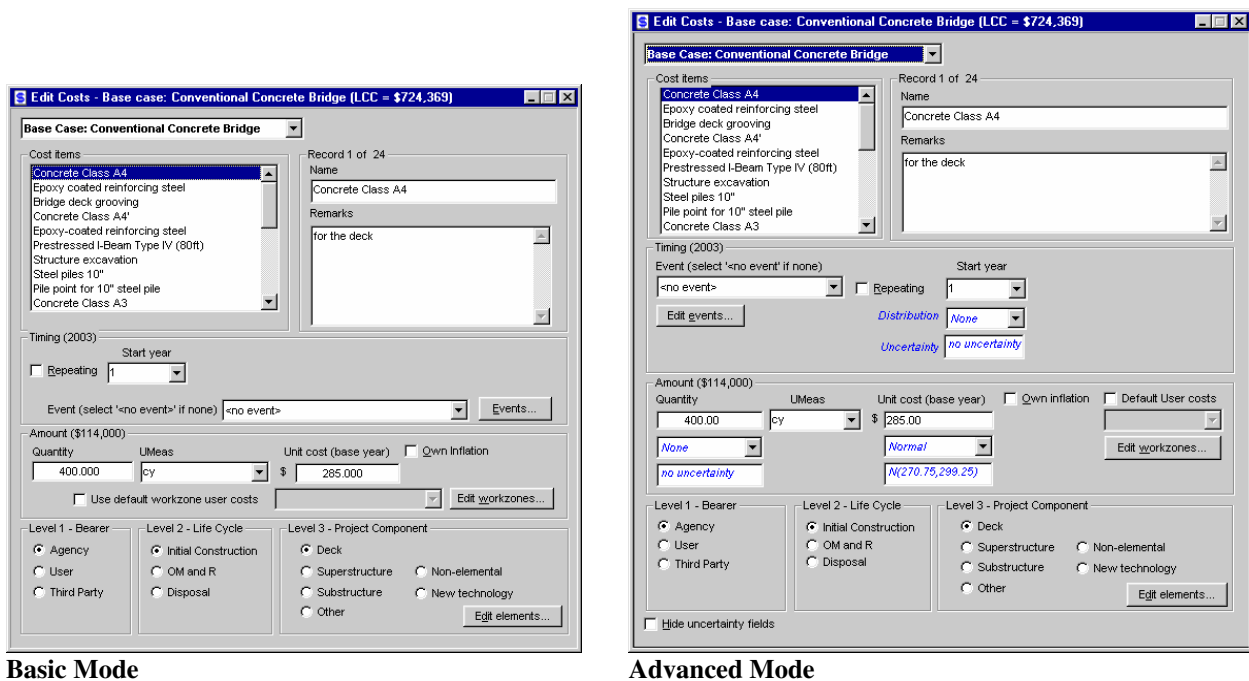 Edit Costs - Base case: Conventional Concrete Bridge (LCC = $724,369)
Base Case: Conventional Concrete Bridge
Cost items
Concrete Class A4
Epoxy coated reinforcing steel
Bridge deck grooving
Concrete Class A4'
Epoxy-coated reinforcing steel
Prestressed I-Beam Type IV (80ft)
Structure excavation
Steel piles 10"
Pile point for 10" steel pile
Concrete Class A3
Record 1 of 24
Name
Concrete Class A4
Remarks
for the deck
Timing (2003)
Start year
Repeating 1
Event (select '<no event>' if none) <no event> Events...
Amount ($114,000)
Quantity UMeas Unit cost (base year) Own Inflation
400.000 cy $ 285.000
Use default workzone user costs Edit workzones...
Level 1 - Bearer
Agency
User
Third Party
Level 2 - Life Cycle
Initial Construction
OM and R
Disposal
Level 3 - Project Component
Deck
Superstructure Non-elemental
Substructure New technology
Other Edit elements...
Basic Mode
Edit Costs - Base case: Conventional Concrete Bridge (LCC = $724,369)
Base Case: Conventional Concrete Bridge
Cost items
Concrete Class A4
Epoxy coated reinforcing steel
Bridge deck grooving
Concrete Class A4'
Epoxy-coated reinforcing steel
Prestressed I-Beam Type IV (80ft)
Structure excavation
Steel piles 10"
Pile point for 10" steel pile
Concrete Class A3
Record 1 of 24
Name
Concrete Class A4
Remarks
for the deck
Timing (2003)
Event (select '<no event' if none) Start year
<no event> Repeating 1
Edit events... Distribution None
Uncertainty no uncertainty
Amount ($114,000)
Quantity UMeas Unit cost (base year) Own inflation Default User costs
400.00 cy $ 285.00
None Normal Edit workzones...
no uncertainty N(270.75,299.25)
Level 1 - Bearer
Agency
User
Third Party
Level 2 - Life Cycle
Initial Construction
OM and R
Disposal
Level 3 - Project Component
Deck
Superstructure Non-elemental
Substructure New technology
Other Edit elements...
Hide uncertainty fields
Advanced Mode